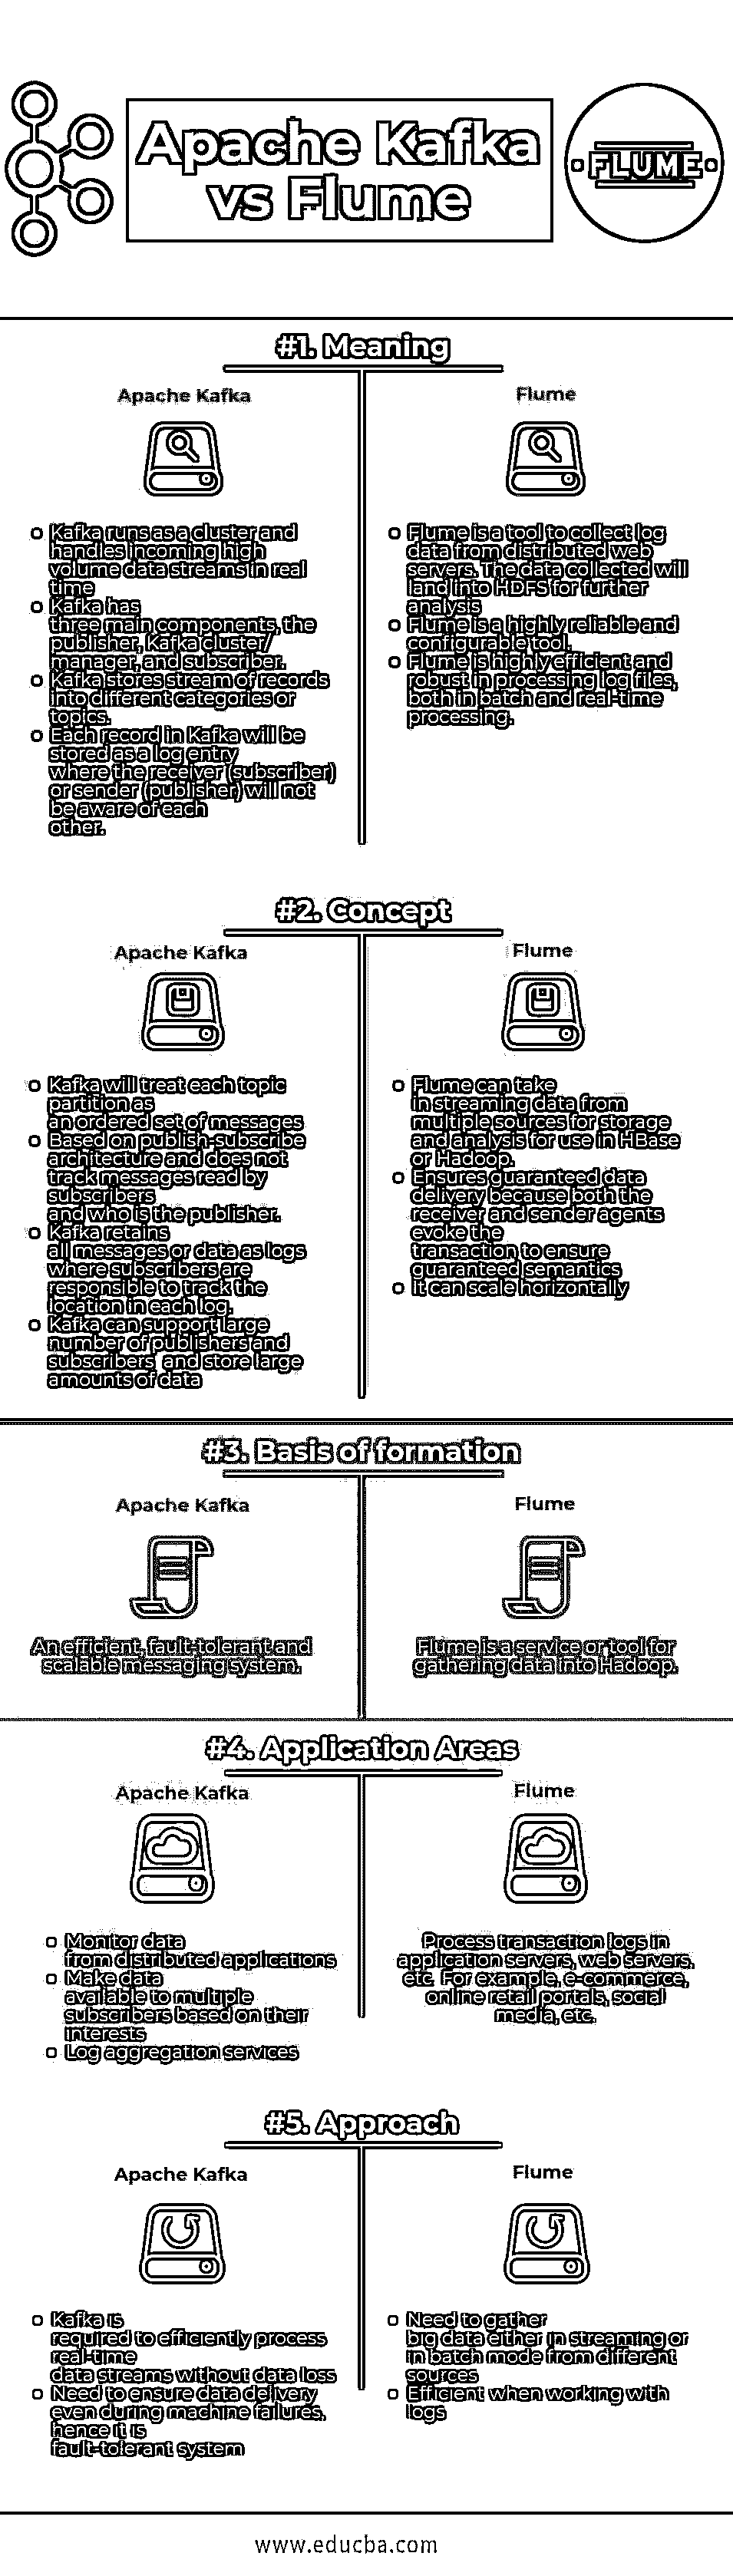 Apache Kafka
vs Flume
FLUME
#1. Meaning
Apache Kafka
Kafka runs as a cluster and
handles incoming high
volume data streams in real
time
Kafka has
three main components, the
publisher, Kafka cluster/
manager, and subscriber.
Kafka stores stream of records
into different categories or
topics.
Each record in Kafka will be
stored as a log entry
where the receiver (subscriber)
or sender (publisher) will not
be aware of each
other.
Flume
Flume is a tool to collect log
data from distributed web
servers. The data collected will
land into HDFS for further
analysis
Flume is a highly reliable and
configurable tool.
Flume is highly efficient and
robust in processing log files,
both in batch and real-time
processing.
#2. Concept
Apache Kafka
Kafka will treat each topic
partition as
an ordered set of messages
Based on publish-subscribe
architecture and does not
track messages read by
subscribers
and who is the publisher.
Kafka retains
all messages or data as logs
where subscribers are
responsible to track the
location in each log.
Kafka can support large
number of publishers and
subscribers and store large
amounts of data
Flume
Flume can take
in streaming data from
multiple sources for storage
and analysis for use in HBase
or Hadoop.
Ensures guaranteed data
delivery because both the
receiver and sender agents
evoke the
transaction to ensure
guaranteed semantics
It can scale horizontally
#3. Basis of formation
Apache Kafka
An efficient, fault-tolerant and
scalable messaging system.
Flume
Flume is a service or tool for
gathering data into Hadoop.
#4. Application Areas
Apache Kafka
Monitor data
from distributed applications
Make data
available to multiple
subscribers based on their
interests
Log aggregation services
Flume
Process transaction logs in
application servers, web servers,
etc. For example, e-commerce,
online retail portals, social
media, etc.
#5. Approach
Apache Kafka
Kafka is
required to efficiently process
real-time
data streams without data loss
Need to ensure data delivery
even during machine failures,
hence it is
fault-tolerant system
Flume
Need to gather
big data either in streaming or
in batch mode from different
sources
Efficient when working with
logs
www.educba.com